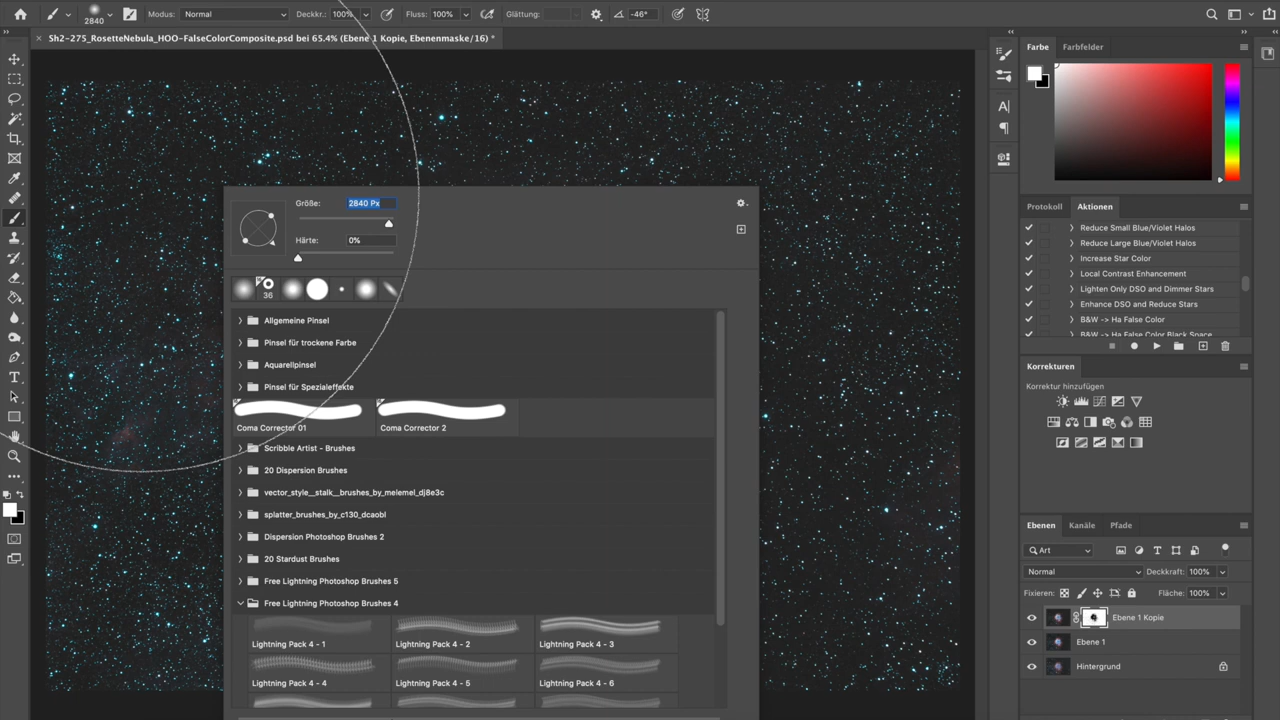 2840
Modus:
Normal
Deckkr.:
100%
Fluss:
100%
Glättung:
-46°
Sh2-275_RosetteNebula_HOO-FalseColorComposite.psd bei 65.4% (Ebene 1 Kopie, Ebenenmaske/16) *
Größe:
2840 Px
Härte:
0%
36
Allgemeine Pinsel
Pinsel für trockene Farbe
Aquarellpinsel
Pinsel für Spezialeffekte
Coma Corrector 01
Coma Corrector 2
Scribble Artist - Brushes
20 Dispersion Brushes
vector_style__stalk__brushes_by_melemel_dj8e3c
splatter_brushes_by_c130_dcaobl
Dispersion Photoshop Brushes 2
20 Stardust Brushes
Free Lightning Photoshop Brushes 5
Free Lightning Photoshop Brushes 4
Lightning Pack 4 - 1
Lightning Pack 4 - 2
Lightning Pack 4 - 3
Lightning Pack 4 - 4
Lightning Pack 4 - 5
Lightning Pack 4 - 6
Farbe
Farbfelder
Protokoll
Aktionen
Reduce Small Blue/Violet Halos
Reduce Large Blue/Violet Halos
Increase Star Color
Local Contrast Enhancement
Lighten Only DSO and Dimmer Stars
Enhance DSO and Reduce Stars
B&W -> Ha False Color
B&W -> Ha False Color Black Space
Korrekturen
Korrektur hinzufügen
Ebenen
Kanäle
Pfade
Art
Normal
Deckkraft:
100%
Fixieren:
Fläche:
100%
Ebene 1 Kopie
Ebene 1
Hintergrund